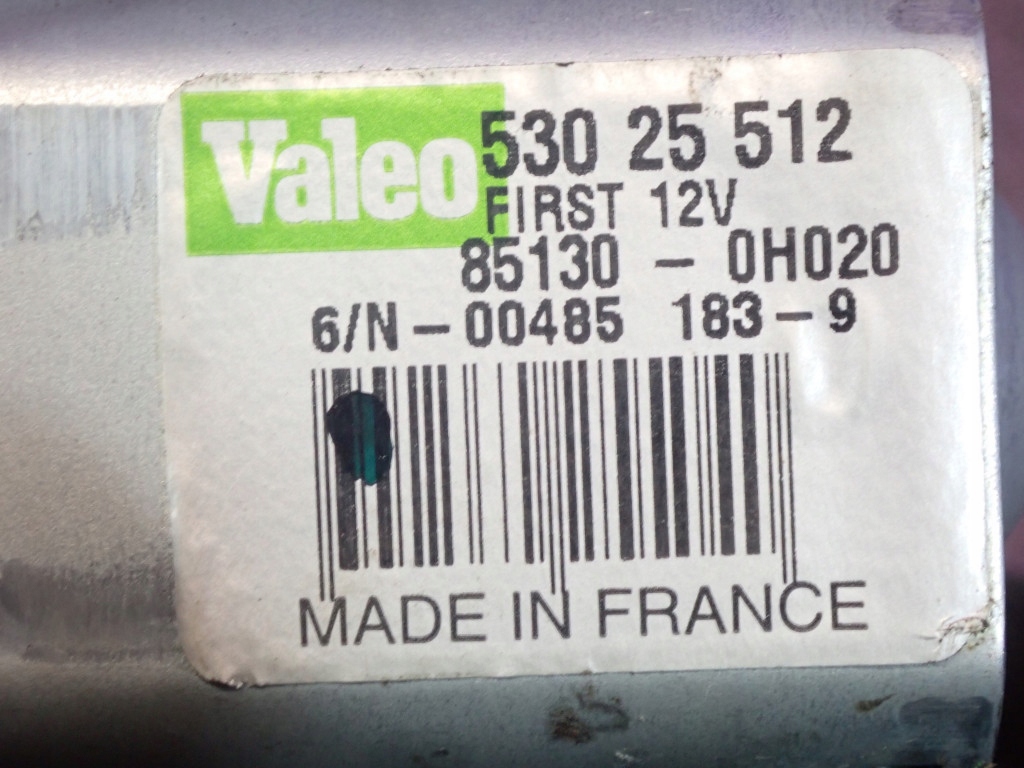 Valeo 530 25 512
FIRST 12V
85130 - 0H020
6/N - 00485 183 - 9
MADE IN FRANCE